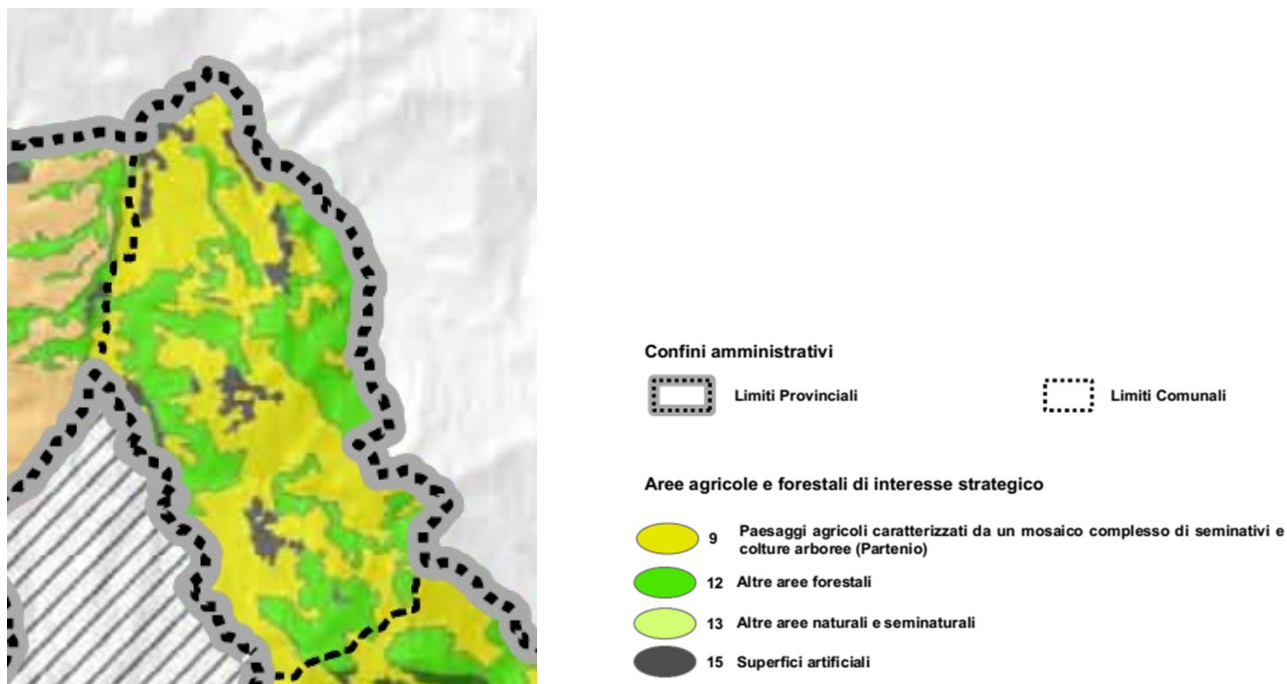 Confini amministrativi
Limiti Provinciali
Limiti Comunali
Aree agricole e forestali di interesse strategico
9 Paesaggi agricoli caratterizzati da un mosaico complesso di seminativi e
colture arboree (Partenio)
12 Altre aree forestali
13 Altre aree naturali e seminaturali
15 Superfici artificiali